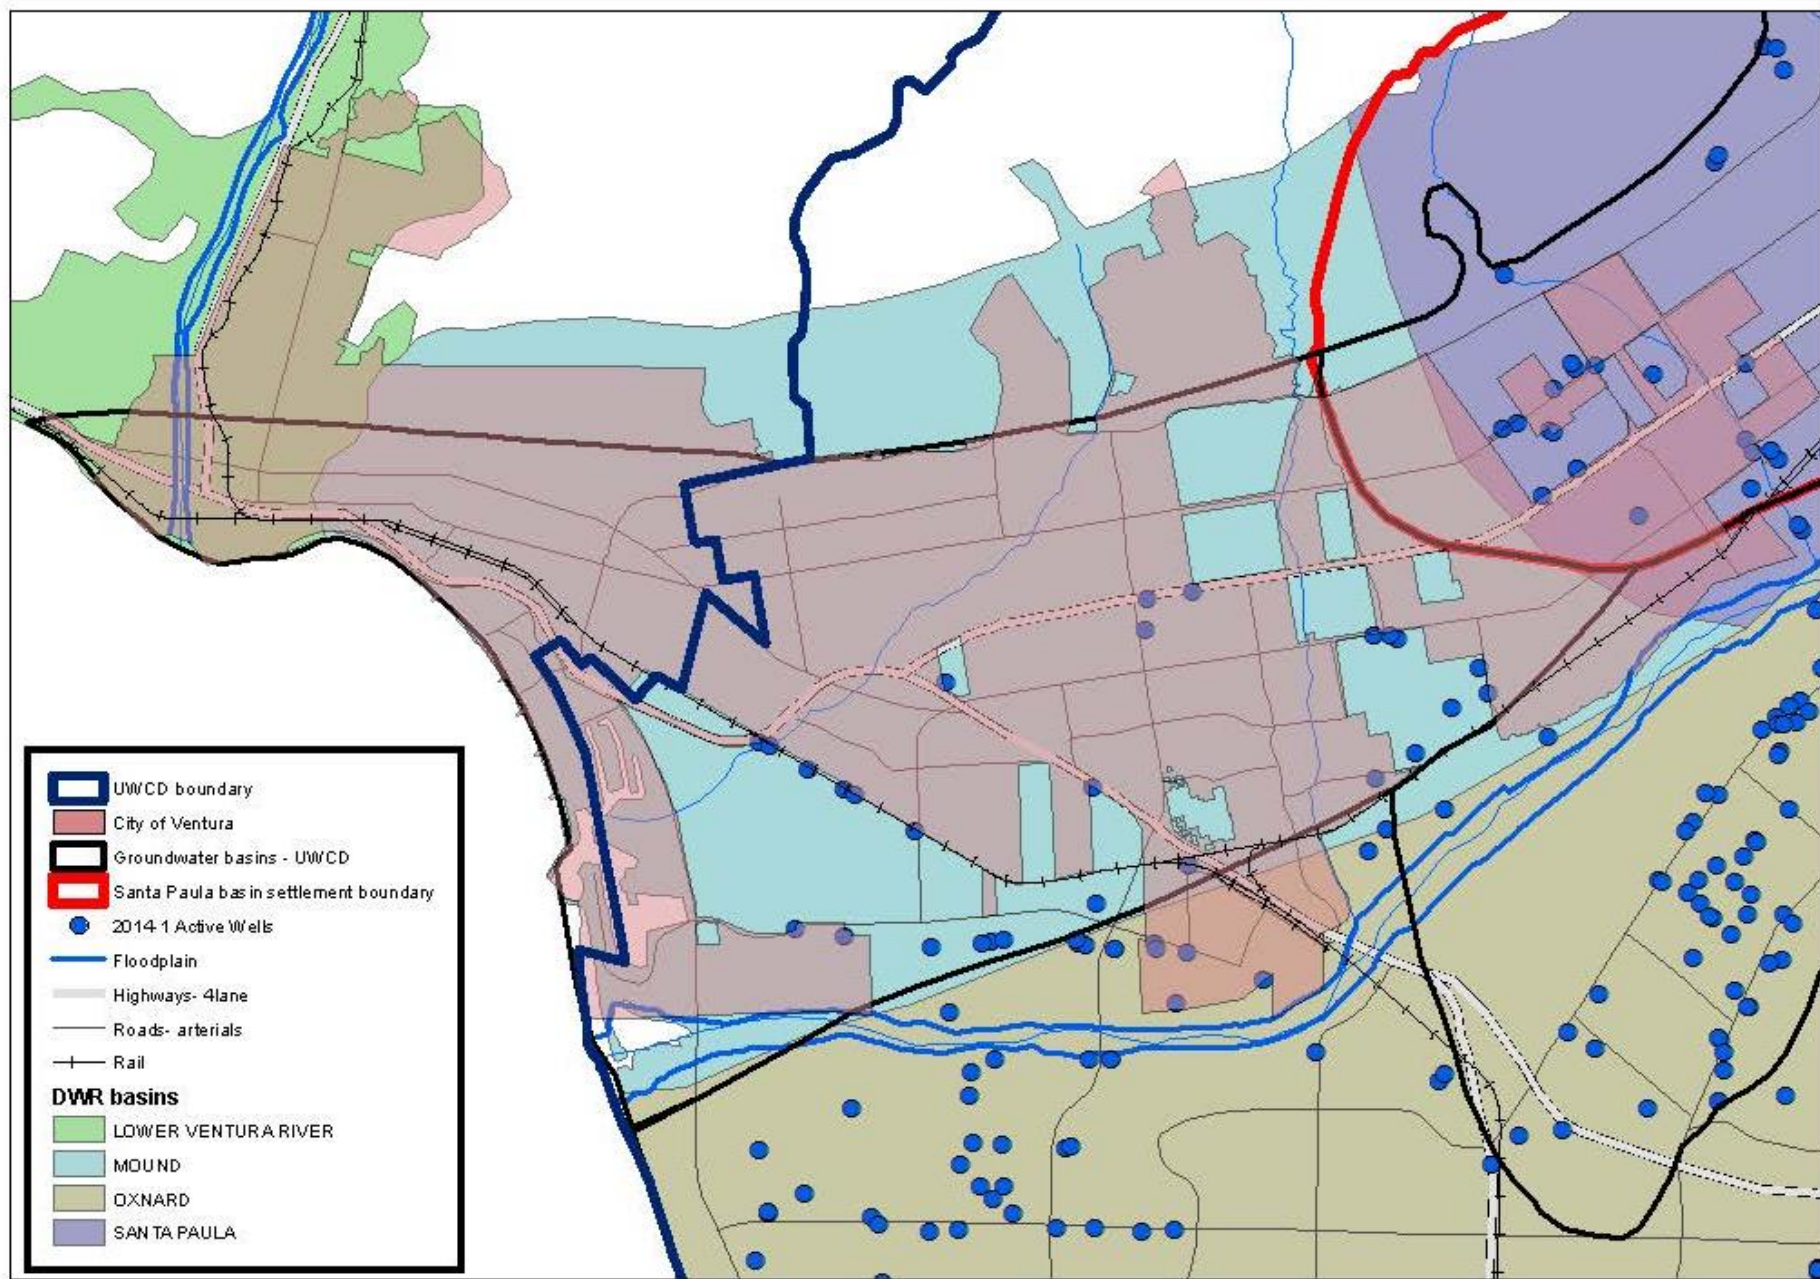 UWCD boundary
City of Ventura
Groundwater basins - UWCD
Santa Paula basin settlement boundary
2014-1 Active Wells
Floodplain
Highways- 4lane
Roads- arterials
Rail
DWR basins
LOWER VENTURA RIVER
MOUND
OXNARD
SANTA PAULA